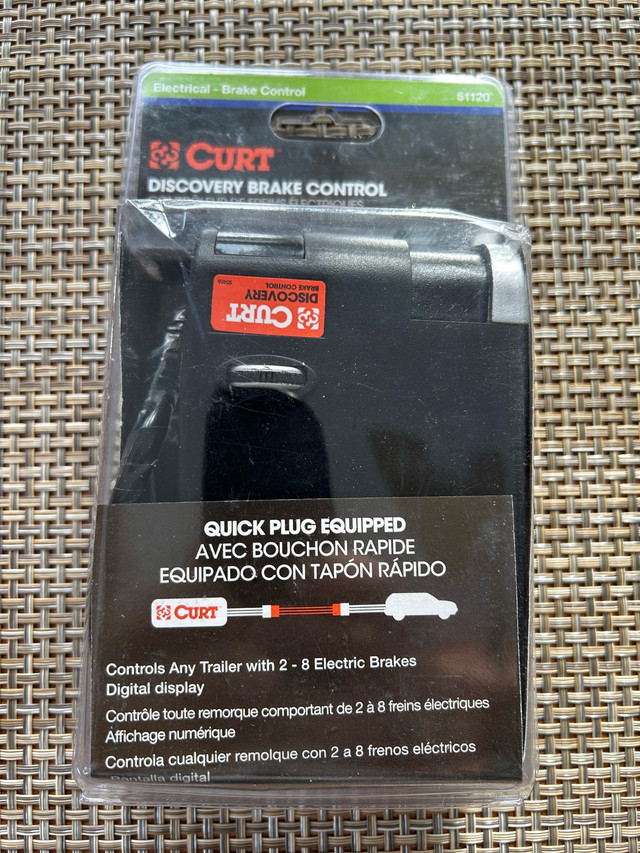 Electrical - Brake Control 51120
CURT
DISCOVERY BRAKE CONTROL
CURT
DISCOVERY
BRAKE CONTROL
QUICK PLUG EQUIPPED
AVEC BOUCHON RAPIDE
EQUIPADO CON TAPÓN RÁPIDO
CURT
Controls Any Trailer with 2 - 8 Electric Brakes
Digital display
Contrôle toute remorque comportant de 2 à 8 freins électriques
Affichage numérique
Controla cualquier remolque con 2 a 8 frenos eléctricos
Pantalla digital